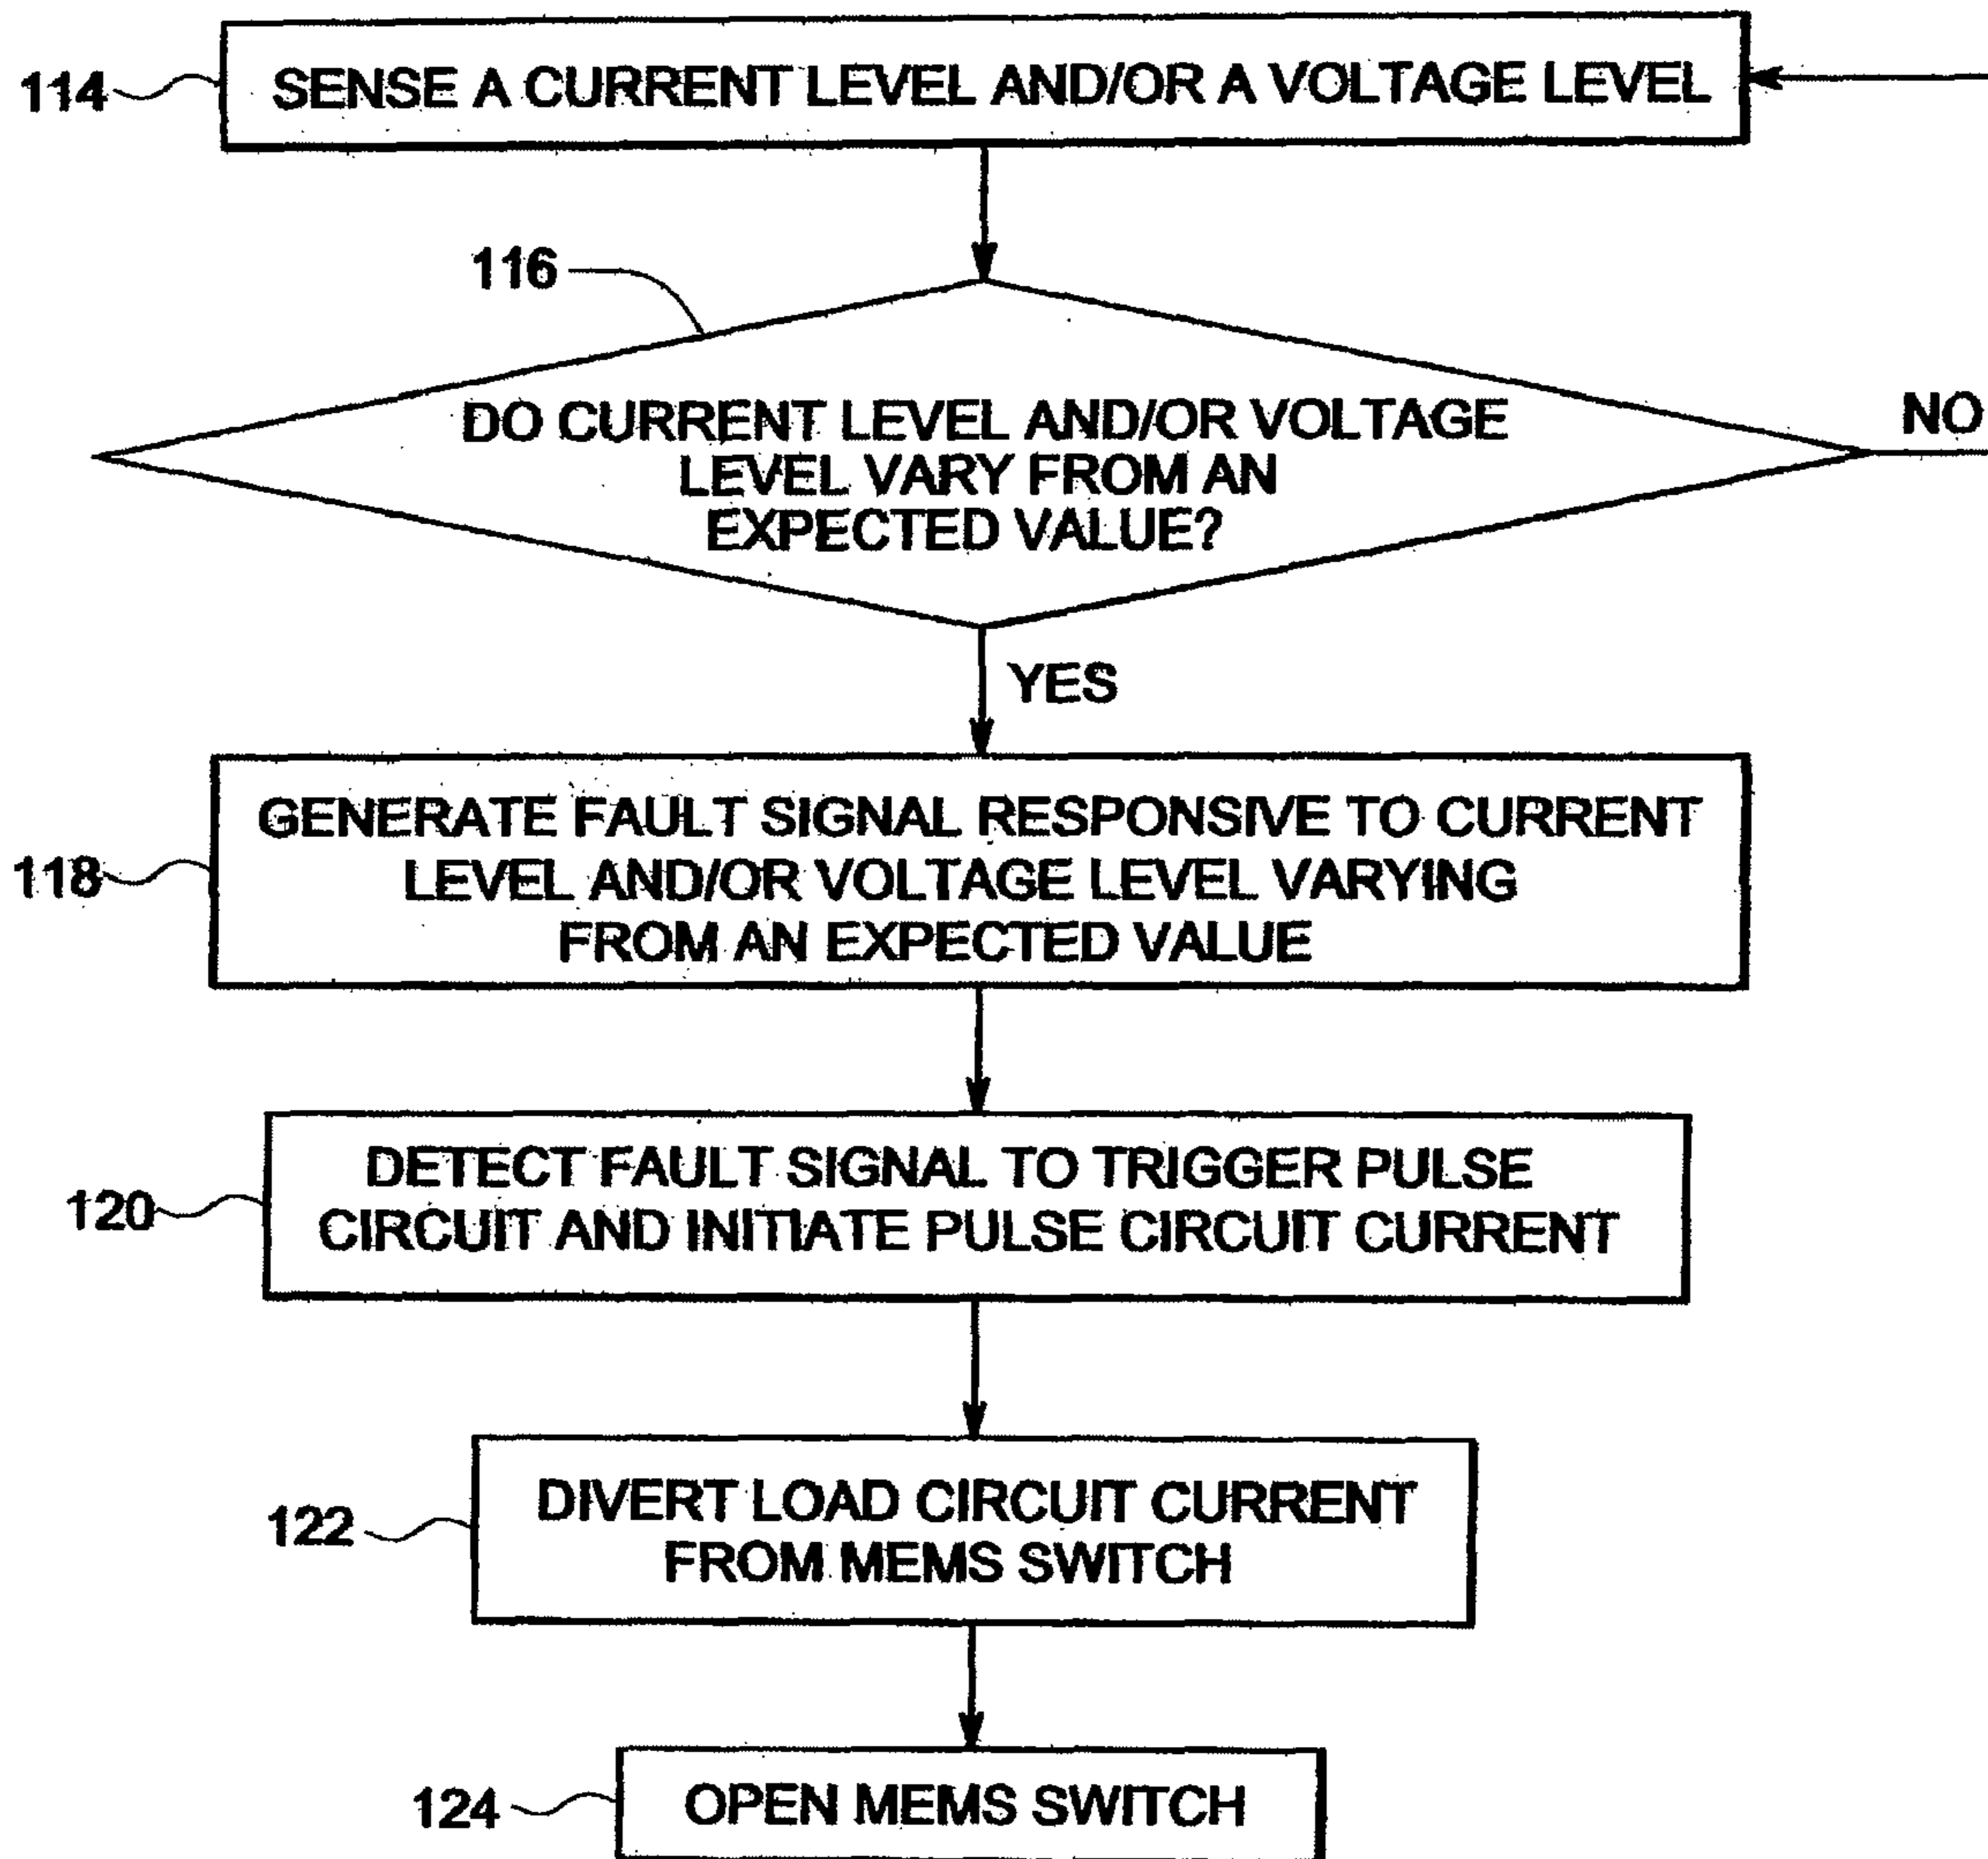 114
SENSE A CURRENT LEVEL AND/OR A VOLTAGE LEVEL
116
DO CURRENT LEVEL AND/OR VOLTAGE
LEVEL VARY FROM AN
EXPECTED VALUE?
NO
YES
118
GENERATE FAULT SIGNAL RESPONSIVE TO CURRENT
LEVEL AND/OR VOLTAGE LEVEL VARYING
FROM AN EXPECTED VALUE
120
DETECT FAULT SIGNAL TO TRIGGER PULSE
CIRCUIT AND INITIATE PULSE CIRCUIT CURRENT
122
DIVERT LOAD CIRCUIT CURRENT
FROM MEMS SWITCH
124
OPEN MEMS SWITCH